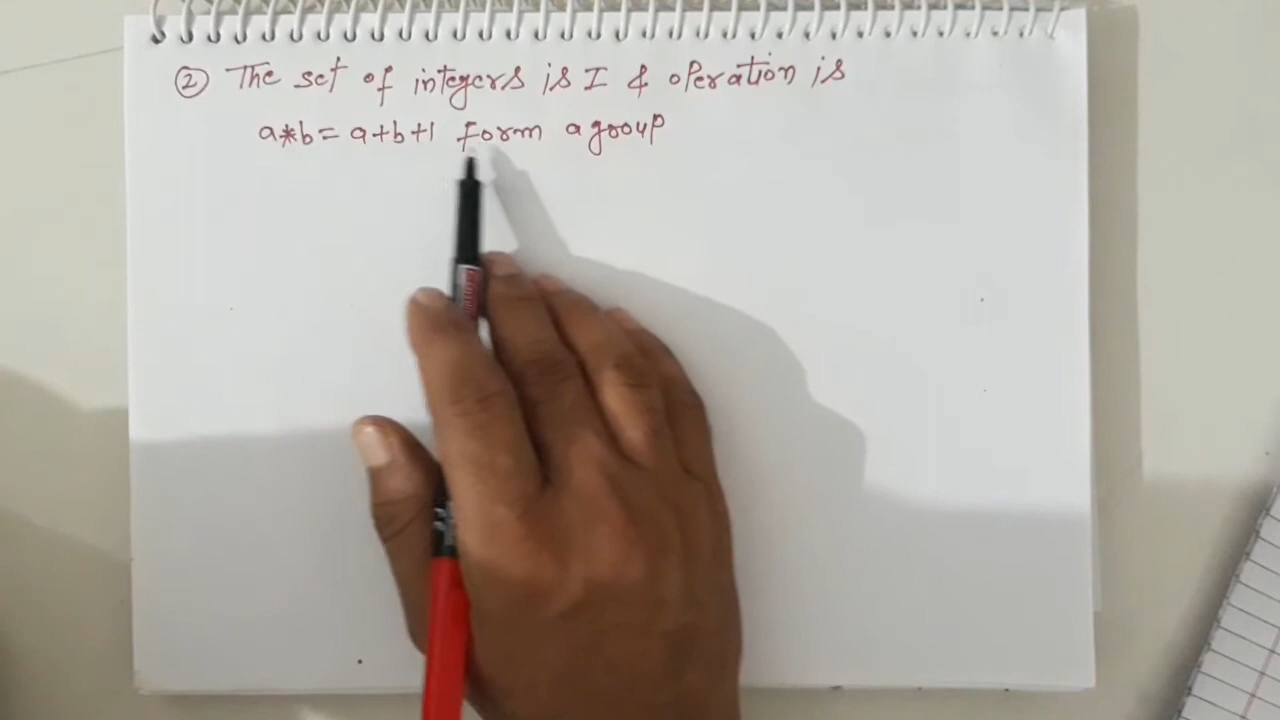 ② The set of integers is I & operation is
a*b = a+b+1 form a group